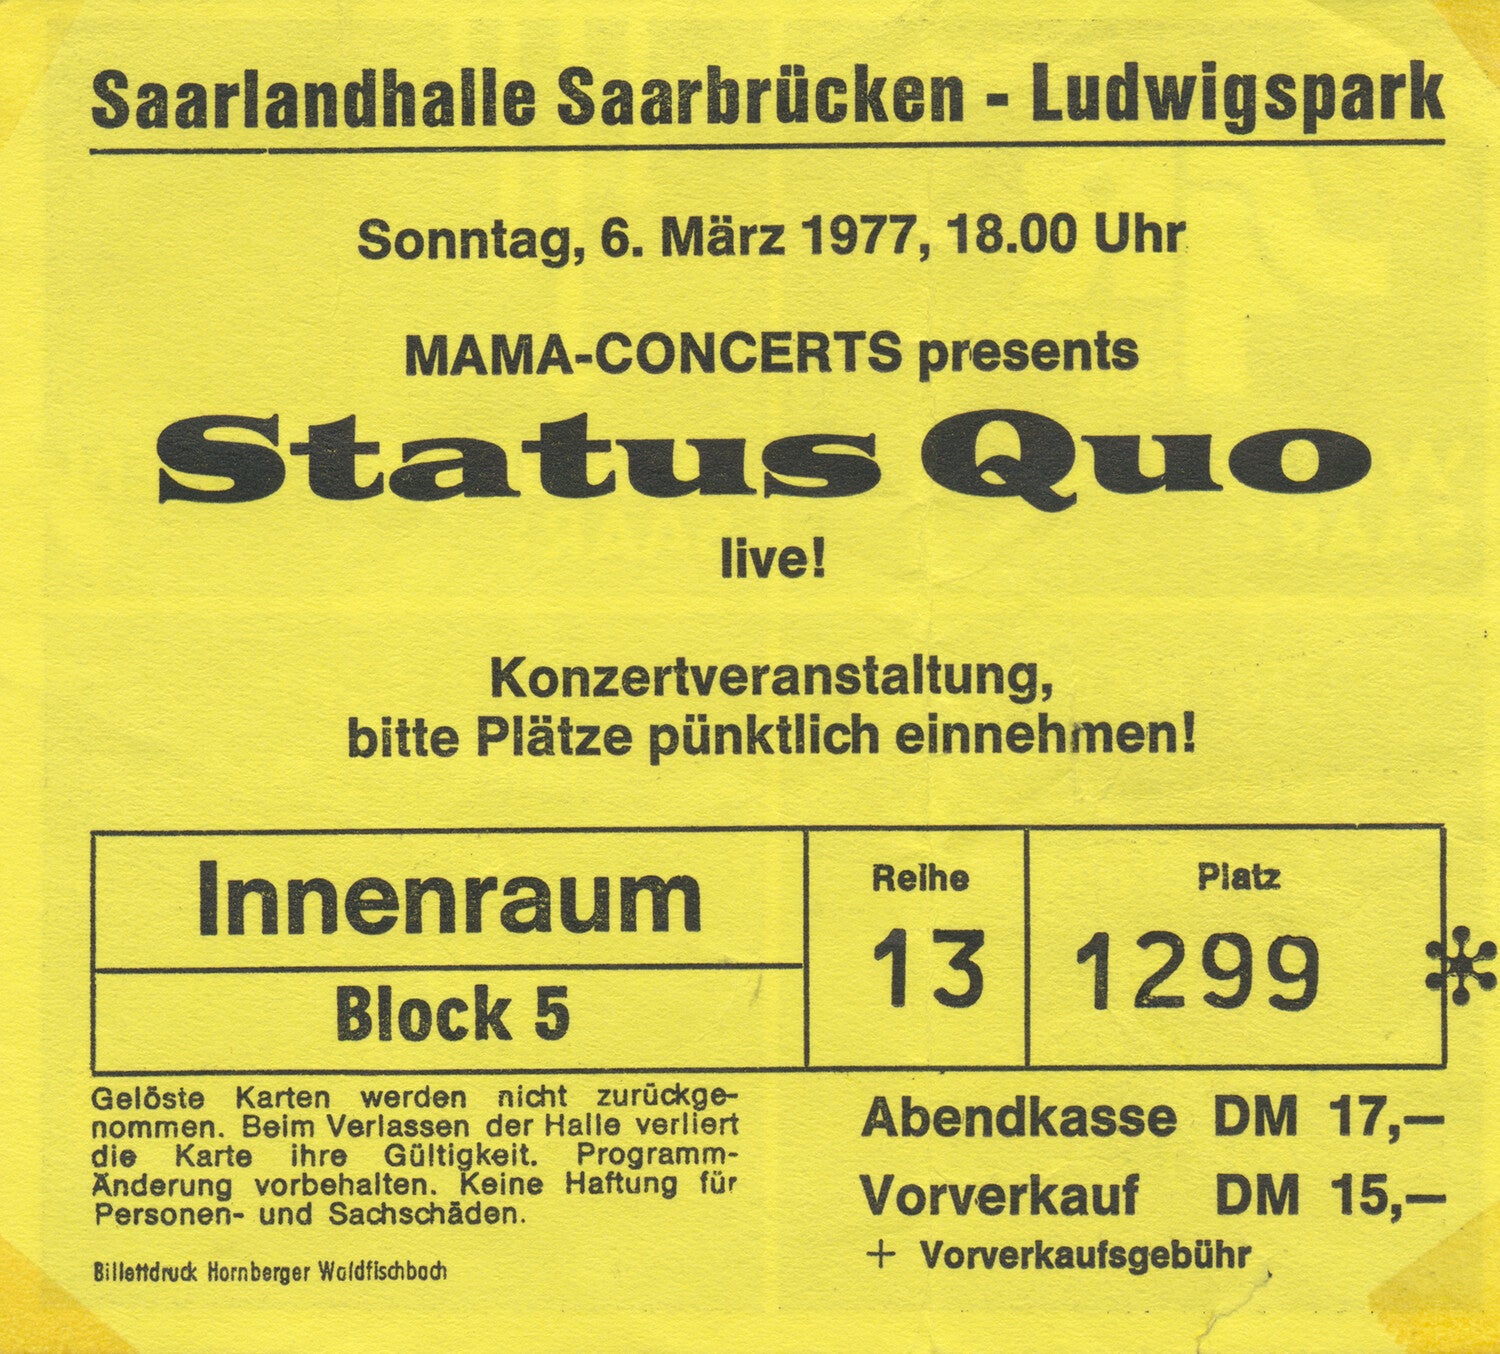 Saarlandhalle Saarbrücken - Ludwigspark
Sonntag, 6. März 1977, 18.00 Uhr
MAMA-CONCERTS presents
Status Quo
live!
Konzertveranstaltung,
bitte Plätze pünktlich einnehmen!
Innenraum
Block 5
Reihe
13
Platz
1299
Gelöste Karten werden nicht zurückge-
nommen. Beim Verlassen der Halle verliert
die Karte ihre Gültigkeit. Programm-
Änderung vorbehalten. Keine Haftung für
Personen- und Sachschäden.
Billettdruck Hornberger Waldfischbach
Abendkasse DM 17,—
Vorverkauf DM 15,—
+ Vorverkaufsgebühr